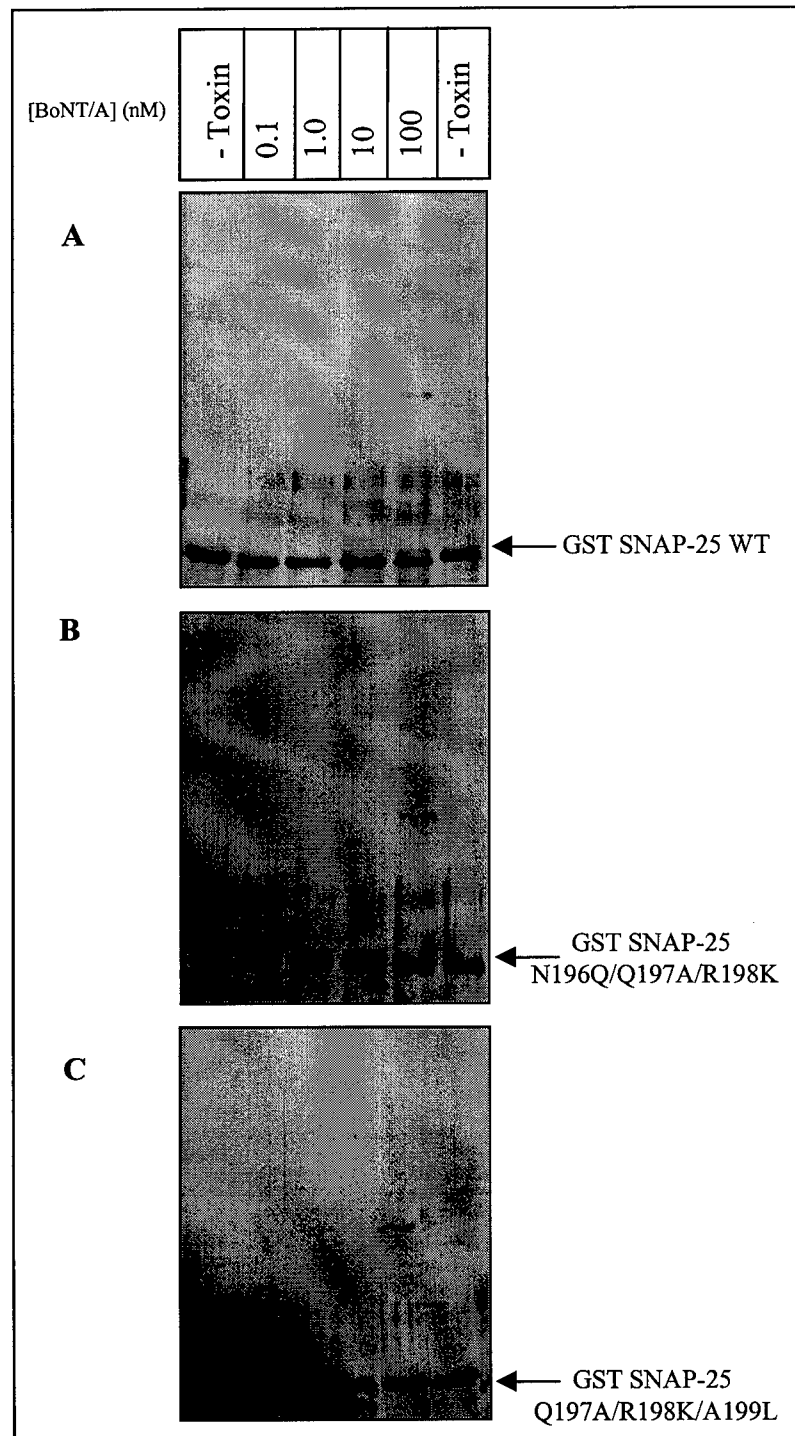 [BoNT/A] (nM)
- Toxin
0.1
1.0
10
100
- Toxin
A
GST SNAP-25 WT
B
GST SNAP-25
N196Q/Q197A/R198K
C
GST SNAP-25
Q197A/R198K/A199L